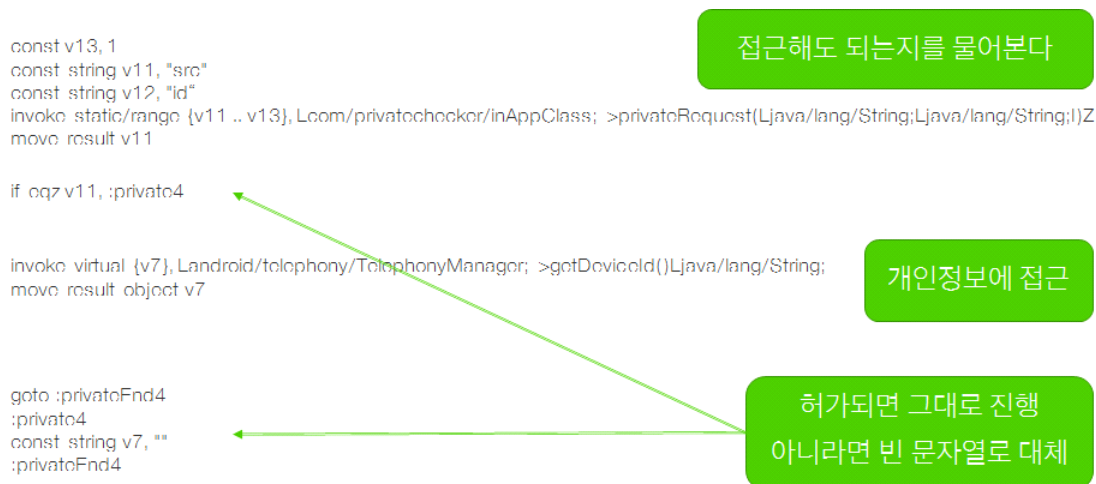 const v13, 1
const string v11, "src"
const string v12, "id"
invoke static/range {v11 .. v13}, Lcom/privatechecker/inAppClass; >privateRequest(Ljava/lang/String;Ljava/lang/String;I)Z
move result v11
접근해도 되는지를 물어본다
if eqz v11, :private4
invoke virtual {v7}, Landroid/telephony/TelephonyManager; >getDeviceId()Ljava/lang/String;
move result object v7
개인정보에 접근
goto :privateEnd4
:private4
const string v7, ""
:privateEnd4
허가되면 그대로 진행
아니라면 빈 문자열로 대체